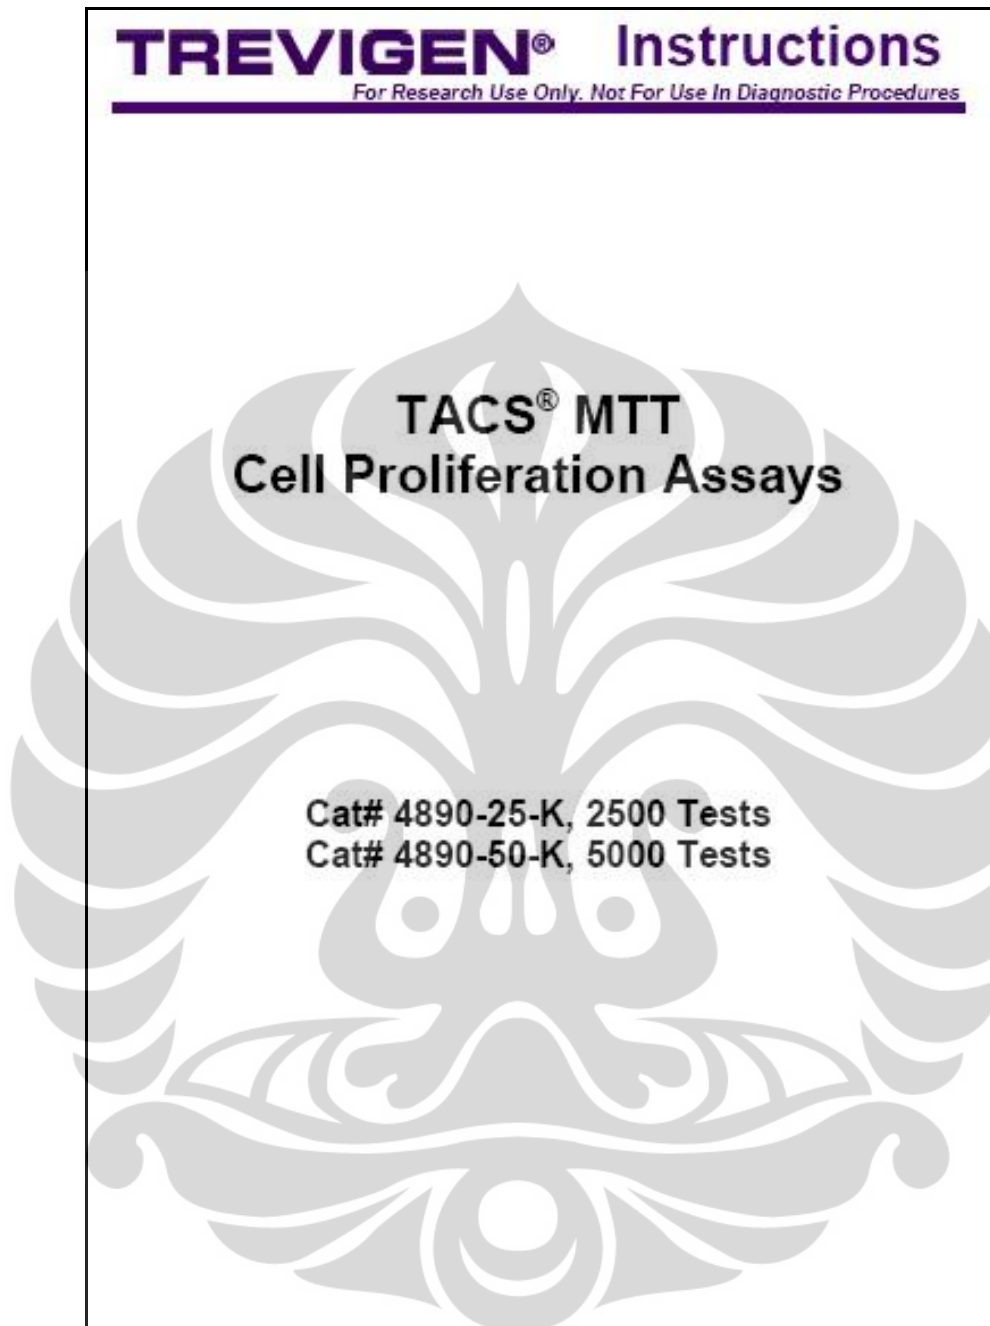 TREVIGEN® Instructions
For Research Use Only. Not For Use In Diagnostic Procedures
TACS® MTT
Cell Proliferation Assays
Cat# 4890-25-K, 2500 Tests
Cat# 4890-50-K, 5000 Tests